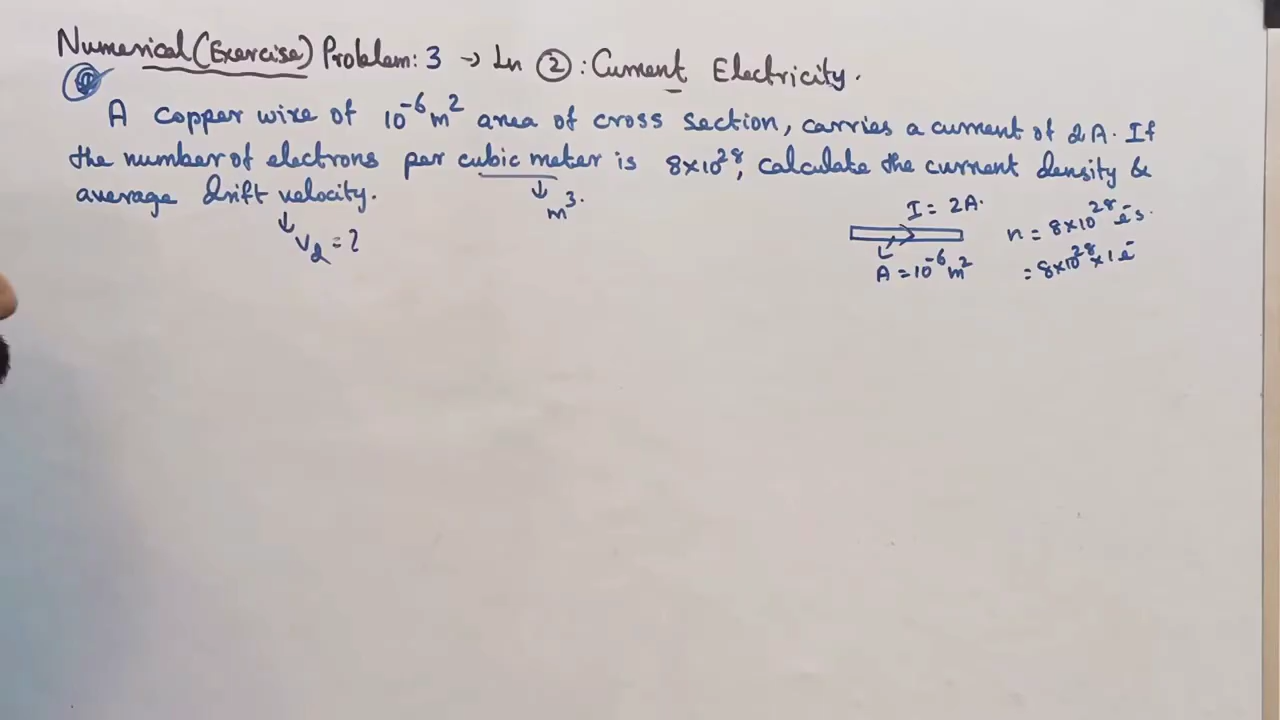 Numerical (Exercise) Problem: 3 → Ln ② : Current Electricity.
A copper wire of 10⁻⁶ m² area of cross section, carries a current of 2A. If
the number of electrons per cubic meter is 8×10²⁸, calculate the current density &
average drift velocity.
↓ m³.
↓ Vd = ?
I = 2A.
A = 10⁻⁶ m²
n = 8×10²⁸ e⁻s.
= 8×10²⁸ × 1e⁻